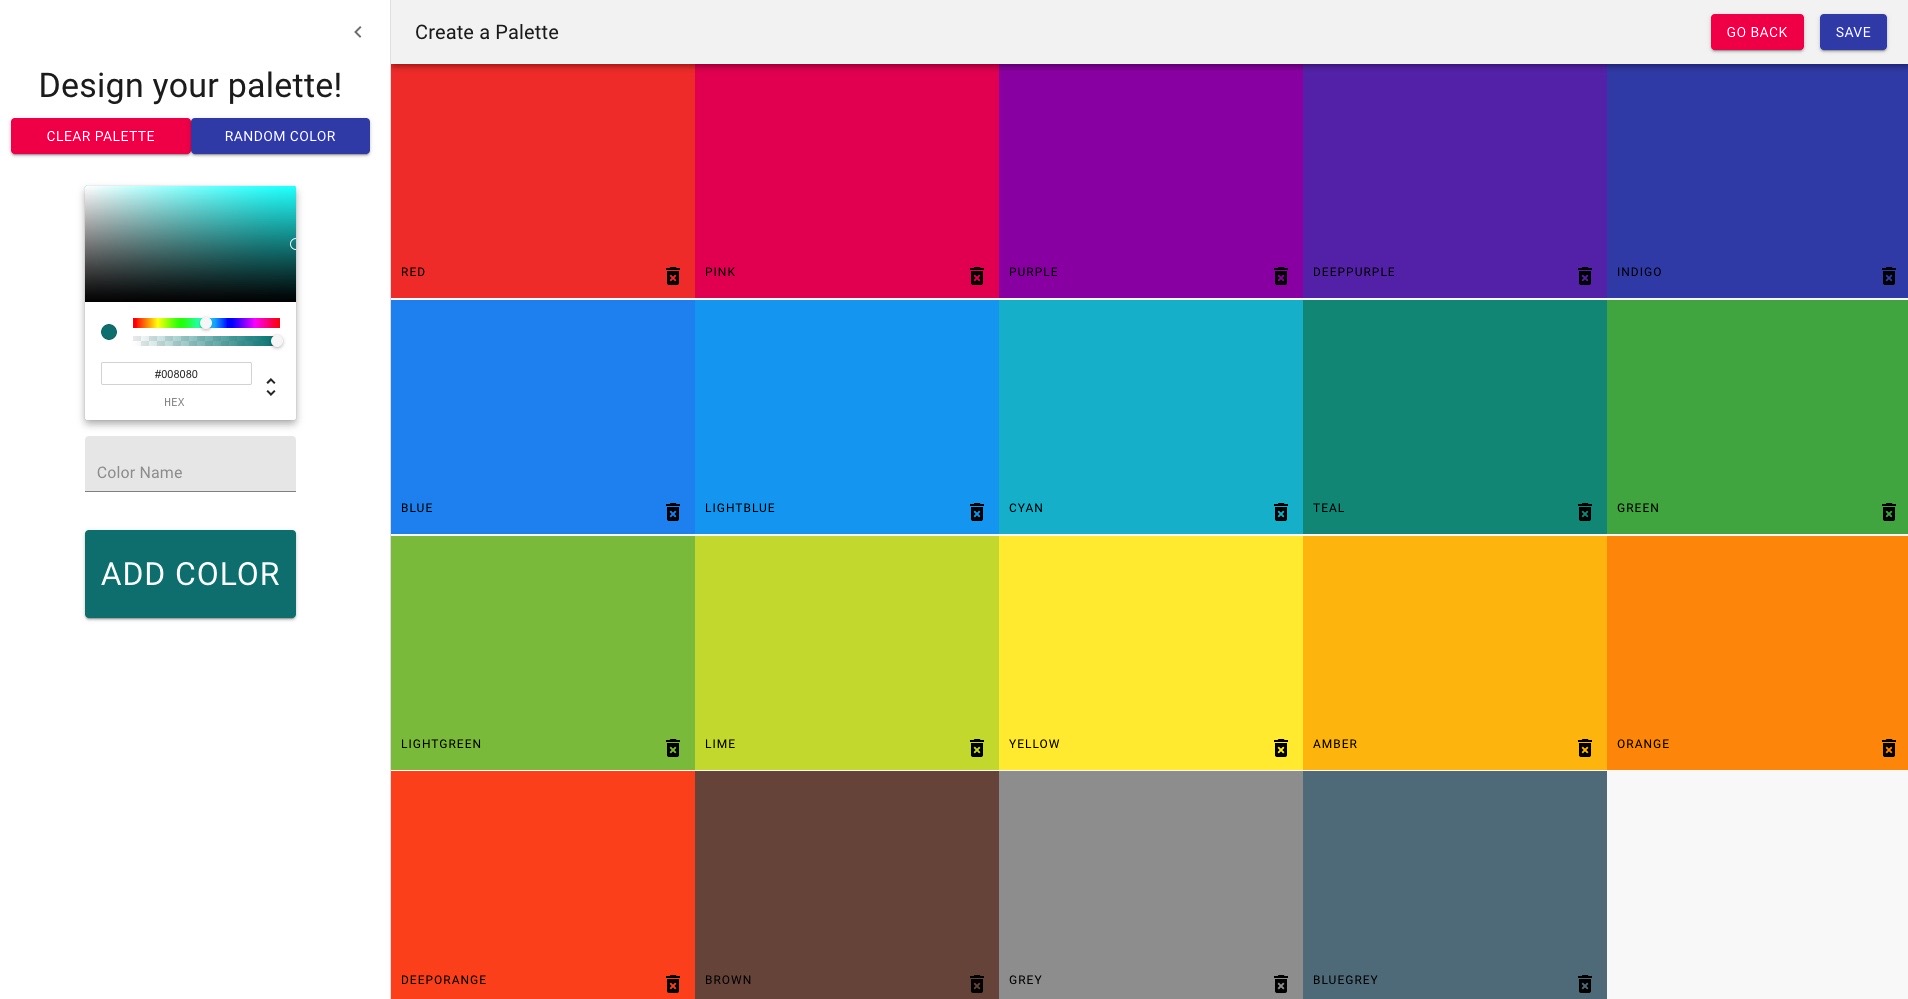 Create a Palette
GO BACK
SAVE
Design your palette!
CLEAR PALETTE
RANDOM COLOR
#008080
HEX
Color Name
ADD COLOR
RED
PINK
PURPLE
DEEPPURPLE
INDIGO
BLUE
LIGHTBLUE
CYAN
TEAL
GREEN
LIGHTGREEN
LIME
YELLOW
AMBER
ORANGE
DEEPORANGE
BROWN
GREY
BLUEGREY